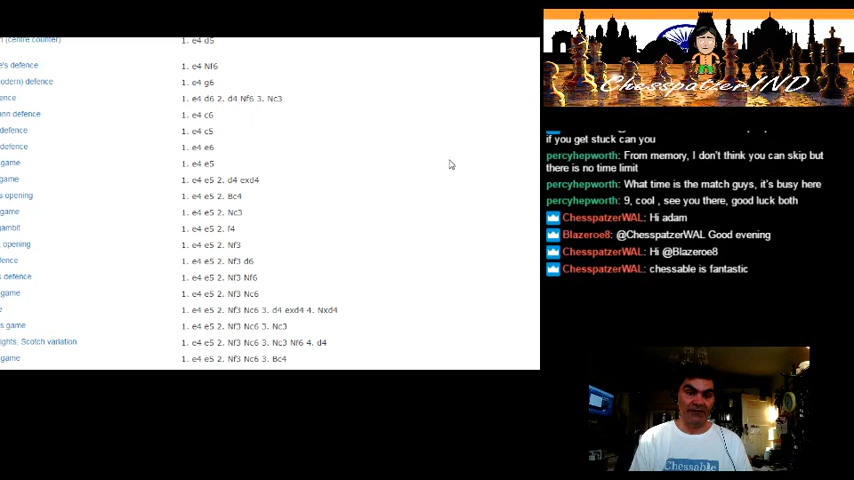 (centre counter) 1. e4 d5
's defence 1. e4 Nf6
odern) defence 1. e4 g6
ence 1. e4 d6 2. d4 Nf6 3. Nc3
nn defence 1. e4 c6
defence 1. e4 c5
defence 1. e4 e6
game 1. e4 e5
ame 1. e4 e5 2. d4 exd4
s opening 1. e4 e5 2. Bc4
game 1. e4 e5 2. Nc3
ambit 1. e4 e5 2. f4
opening 1. e4 e5 2. Nf3
ence 1. e4 e5 2. Nf3 d6
s defence 1. e4 e5 2. Nf3 Nf6
game 1. e4 e5 2. Nf3 Nc6
e 1. e4 e5 2. Nf3 Nc6 3. d4 exd4 4. Nxd4
s game 1. e4 e5 2. Nf3 Nc6 3. Nc3
ights, Scotch variation 1. e4 e5 2. Nf3 Nc6 3. Nc3 Nf6 4. d4
game 1. e4 e5 2. Nf3 Nc6 3. Bc4
ChesspatzerIND
if you get stuck can you
percyhepworth: From memory, I don't think you can skip but
there is no time limit
percyhepworth: What time is the match guys, it's busy here
percyhepworth: 9, cool , see you there, good luck both
ChesspatzerWAL: Hi adam
Blazeroe8: @ChesspatzerWAL Good evening
ChesspatzerWAL: Hi @Blazeroe8
ChesspatzerWAL: chessable is fantastic
Chessable